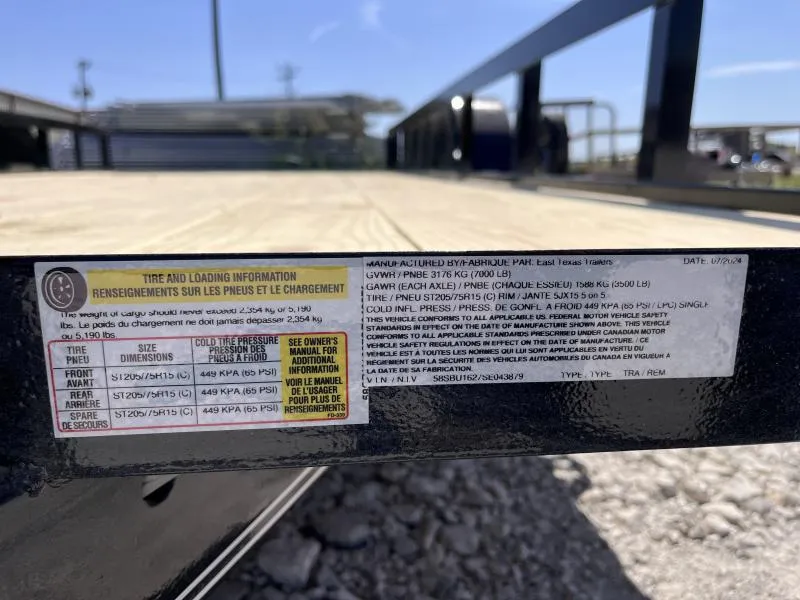 TIRE AND LOADING INFORMATION
RENSEIGNEMENTS SUR LES PNEUS ET LE CHARGEMENT
The weight of cargo should never exceed 2,354 kg or 5,190
lbs. Le poids du chargement ne doit jamais dépasser 2,354 kg
ou 5,190 lbs.
TIRE
PNEU
SIZE
DIMENSIONS
COLD TIRE PRESSURE
PRESSION DES
PNEUS À FROID
FRONT
AVANT
ST205/75R15 (C)
449 KPA (65 PSI)
REAR
ARRIÈRE
ST205/75R15 (C)
449 KPA (65 PSI)
SPARE
DE SECOURS
ST205/75R15 (C)
449 KPA (65 PSI)
SEE OWNER'S
MANUAL FOR
ADDITIONAL
INFORMATION
VOIR LE MANUEL
DE L'USAGER
POUR PLUS DE
RENSEIGNEMENTS
MANUFACTURED BY/FABRIQUE PAR: East Texas Trailers DATE: 07/2024
GVWR / PNBE 3176 KG (7000 LB)
GAWR (EACH AXLE) / PNBE (CHAQUE ESSIEU) 1588 KG (3500 LB)
TIRE / PNEU ST205/75R15 (C) RIM / JANTE 5JX15 5 on 5
COLD INFL. PRESS. / PRESS. DE GONFL. A FROID 449 KPA (65 PSI / LPC) SINGLE
THIS VEHICLE CONFORMS TO ALL APPLICABLE US. FEDERAL MOTOR VEHICLE SAFETY
STANDARDS IN EFFECT ON THE DATE OF MANUFACTURE SHOWN ABOVE. THIS VEHICLE
CONFORMS TO ALL APPLICABLE STANDARDS PRESCRIBED UNDER CANADIAN MOTOR
VEHICLE SAFETY REGULATIONS IN EFFECT ON THE DATE OF MANUFACTURE. / CE
VEHICLE EST A TOUTES LES NORMES QUI LUI SONT APPLICABLES EN VERTU DU
REGIEMENT SUR LA SÉCURITÉ DES VÉHICLES AUTOMOBILES DU CANADA EN VIGUEUR A
LA DATE DE SA FABRICATION.
V.I.N. / N.I.V 58SBU1627SE043879 TYPE / TYPE TRA / REM